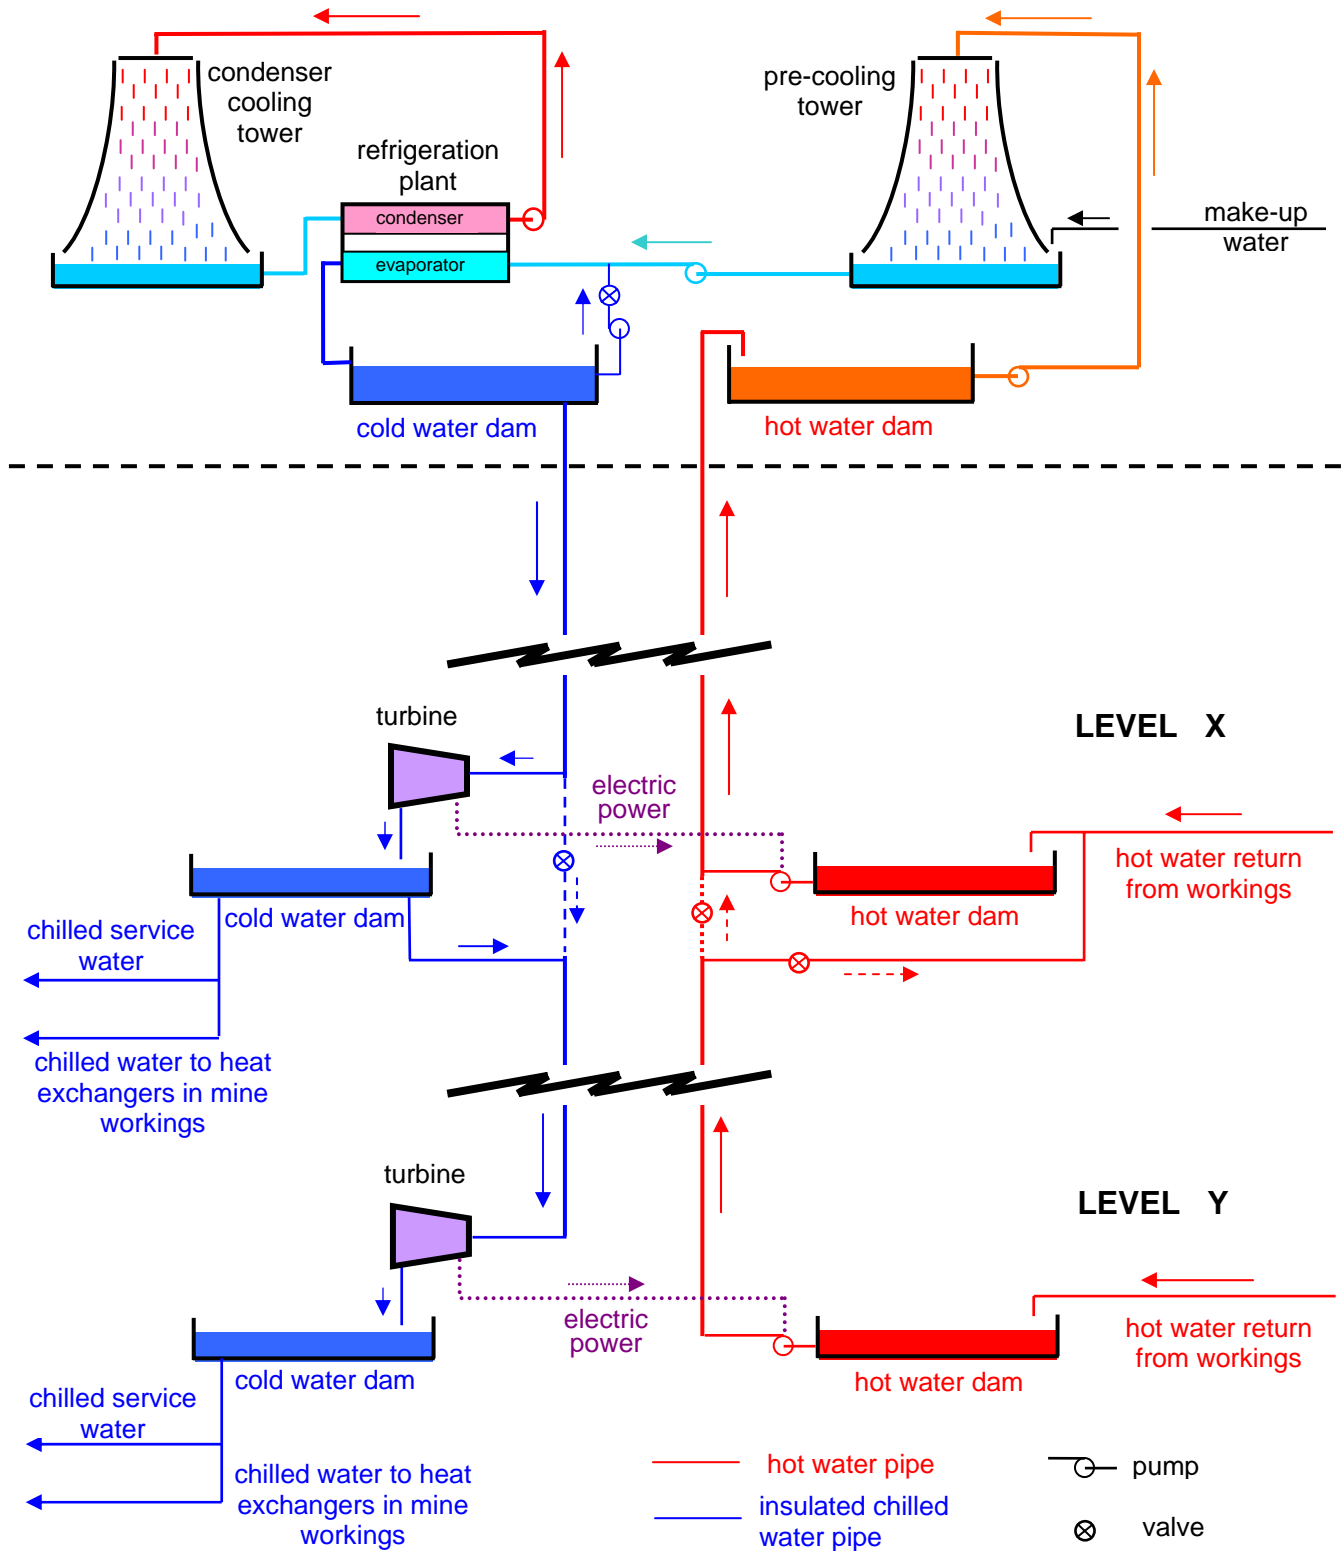 condenser
cooling
tower
pre-cooling
tower
refrigeration
plant
condenser
evaporator
make-up
water
cold water dam
hot water dam
turbine
LEVEL X
electric
power
hot water return
from workings
cold water dam
hot water dam
chilled service
water
chilled water to heat
exchangers in mine
workings
turbine
LEVEL Y
electric
power
hot water return
from workings
cold water dam
hot water dam
chilled service
water
chilled water to heat
exchangers in mine
workings
hot water pipe
insulated chilled
water pipe
pump
valve